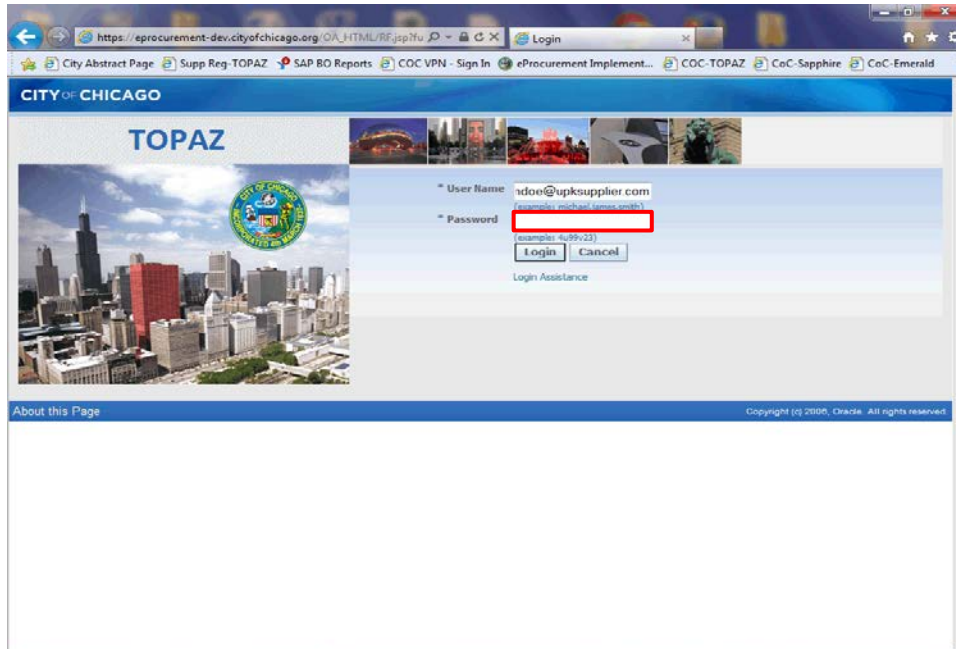 https://eprocurement-dev.cityofchicago.org/OA_HTML/RF.jsp?fu
Login
City Abstract Page
Supp Reg-TOPAZ
SAP BO Reports
COC VPN - Sign In
eProcurement Implement...
COC-TOPAZ
CoC-Sapphire
CoC-Emerald
CITY OF CHICAGO
TOPAZ
* User Name
ndoe@upksupplier.com
(example: michael.james.smith)
* Password
(example: 4u99v23)
Login
Cancel
Login Assistance
About this Page
Copyright (c) 2006, Oracle. All rights reserved.